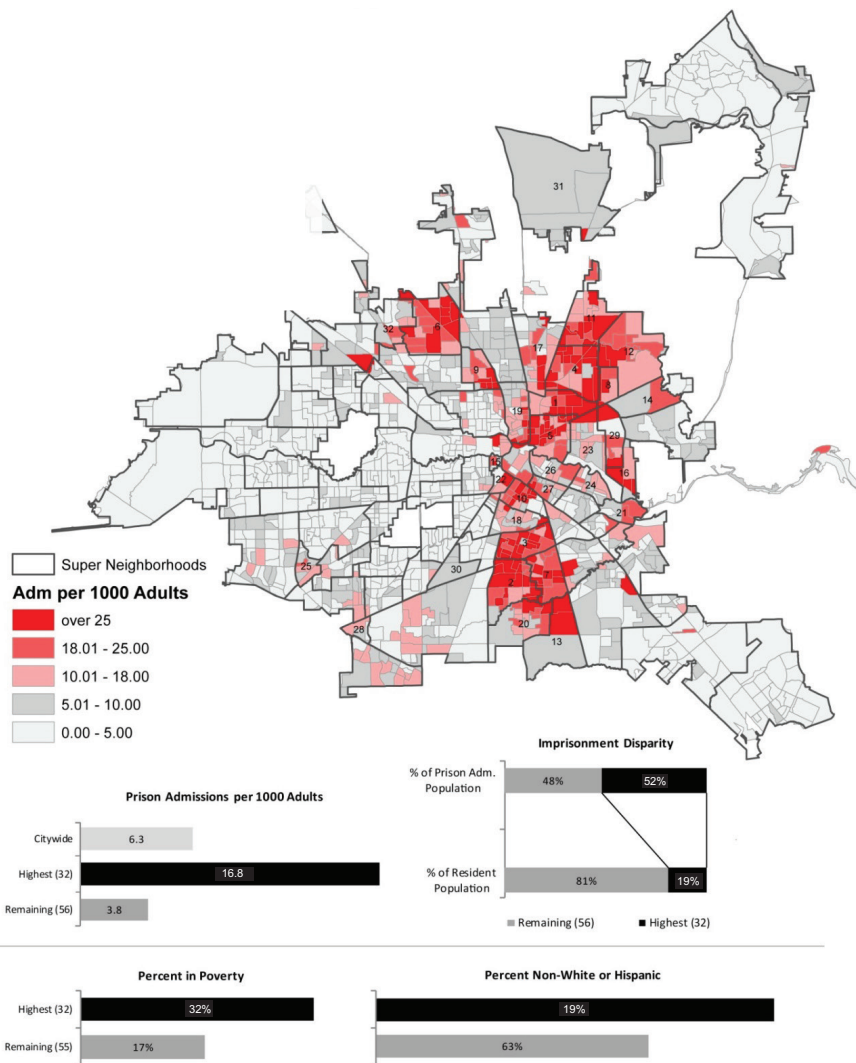 31
11
32
6
17
12
4
9
8
14
1
19
5
29
23
15
26
16
22
24
27
10
21
18
3
25
30
2
7
28
20
13
Super Neighborhoods
Adm per 1000 Adults
over 25
18.01 - 25.00
10.01 - 18.00
5.01 - 10.00
0.00 - 5.00
Imprisonment Disparity
% of Prison Adm.
Population
48%
52%
% of Resident
Population
81%
19%
Remaining (56)
Highest (32)
Prison Admissions per 1000 Adults
Citywide
6.3
Highest (32)
16.8
Remaining (56)
3.8
Percent in Poverty
Highest (32)
32%
Remaining (55)
17%
Percent Non-White or Hispanic
19%
63%